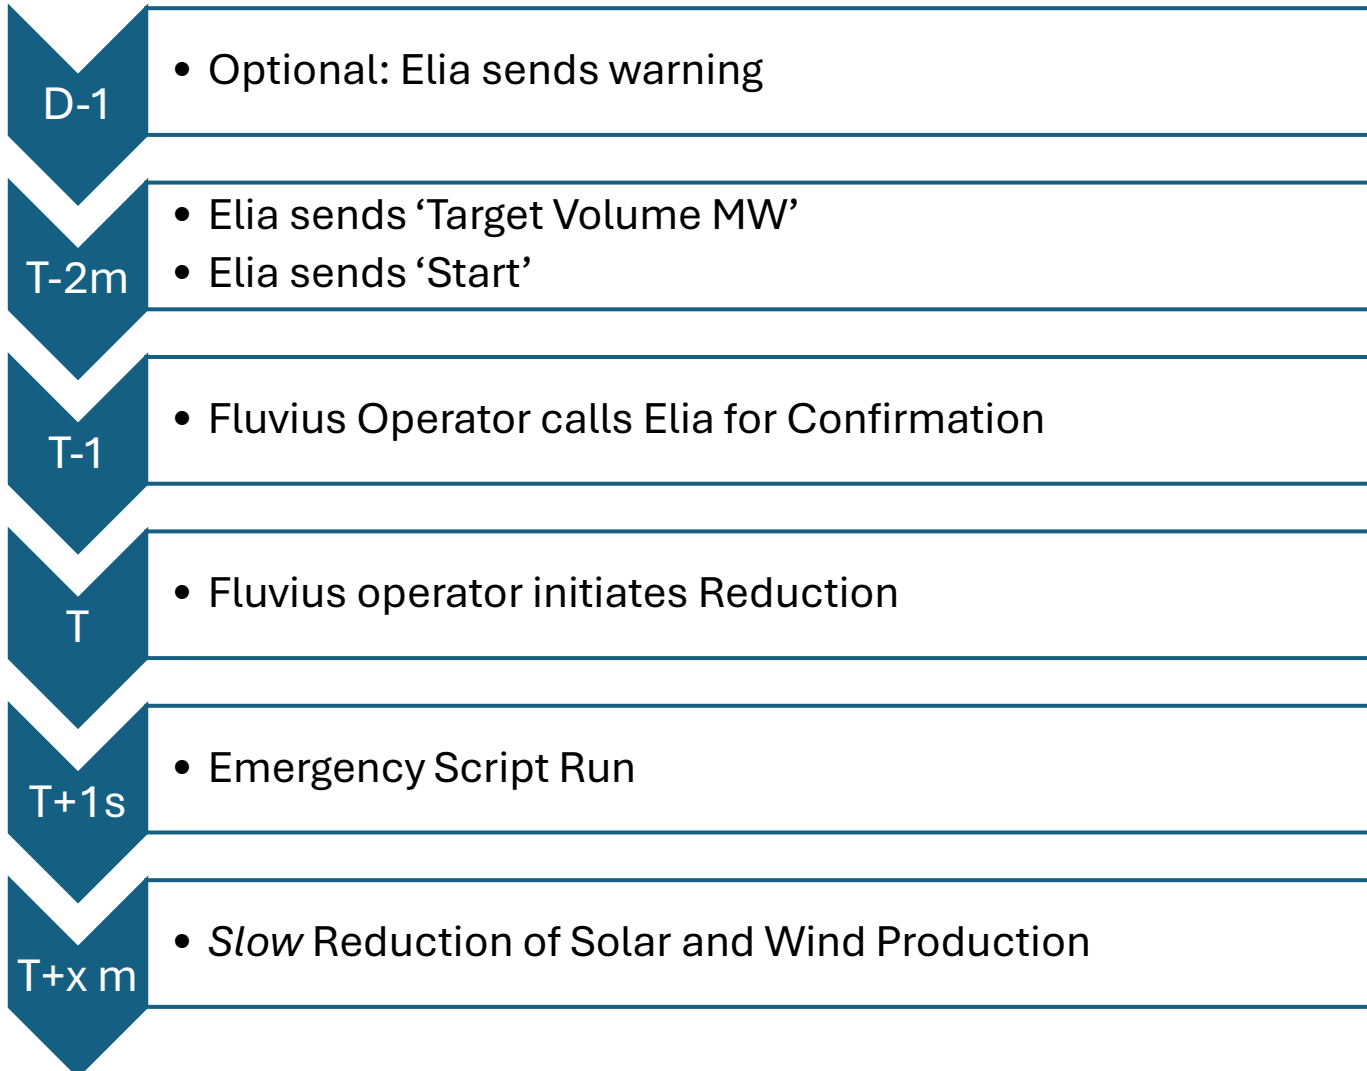 D-1
• Optional: Elia sends warning
T-2m
• Elia sends ‘Target Volume MW’
• Elia sends ‘Start’
T-1
• Fluvius Operator calls Elia for Confirmation
T
• Fluvius operator initiates Reduction
T+1s
• Emergency Script Run
T+x m
• Slow Reduction of Solar and Wind Production